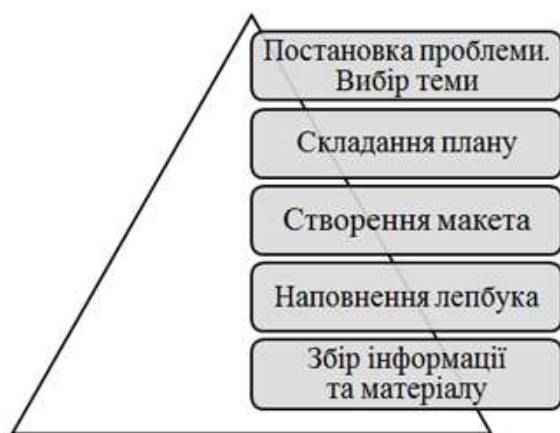 Постановка проблеми.
Вибір теми
Складання плану
Створення макета
Наповнення лепбука
Збір інформації
та матеріалу